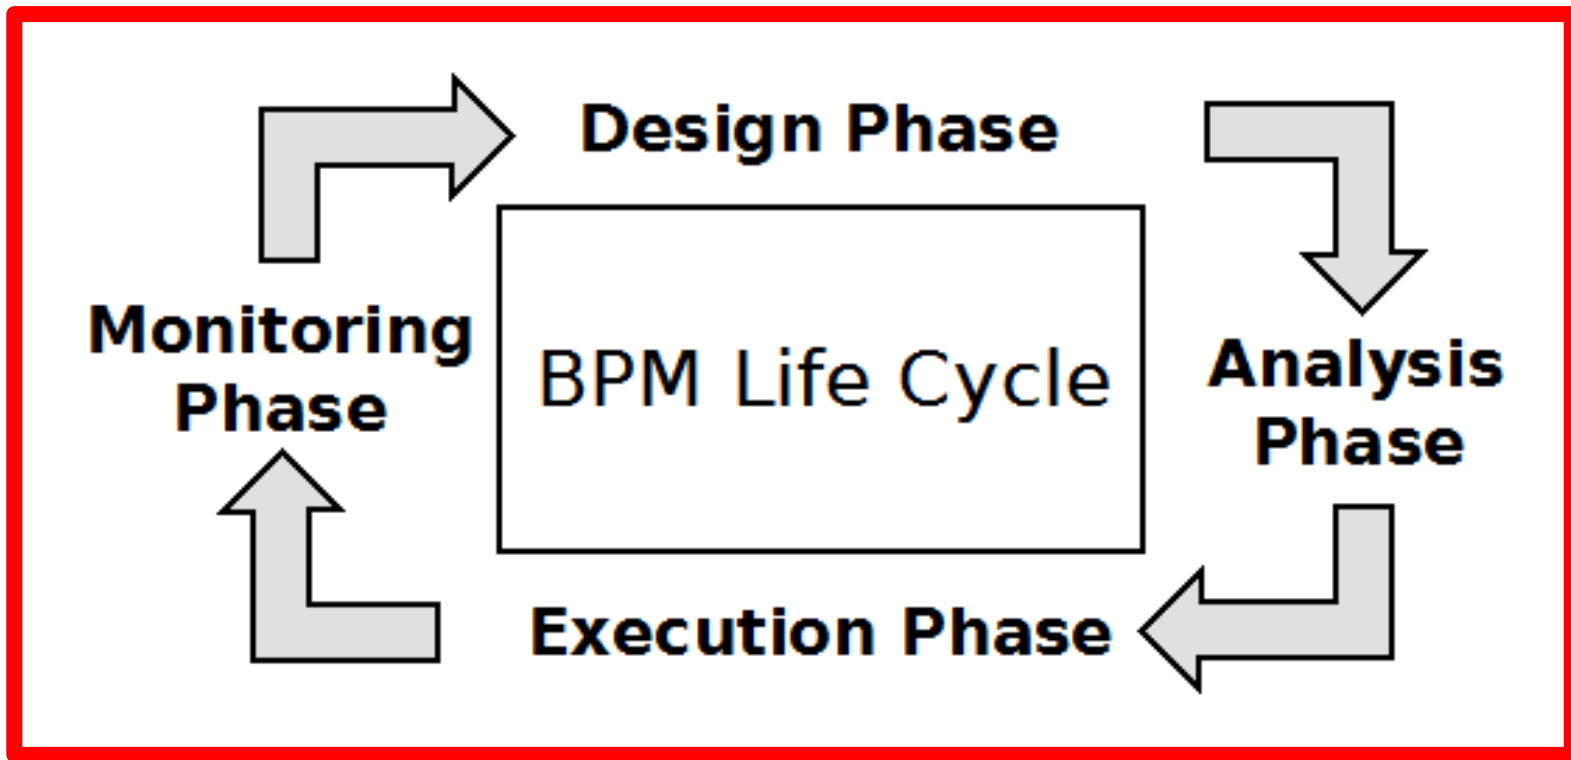 Design Phase
Monitoring
Phase
BPM Life Cycle
Analysis
Phase
Execution Phase